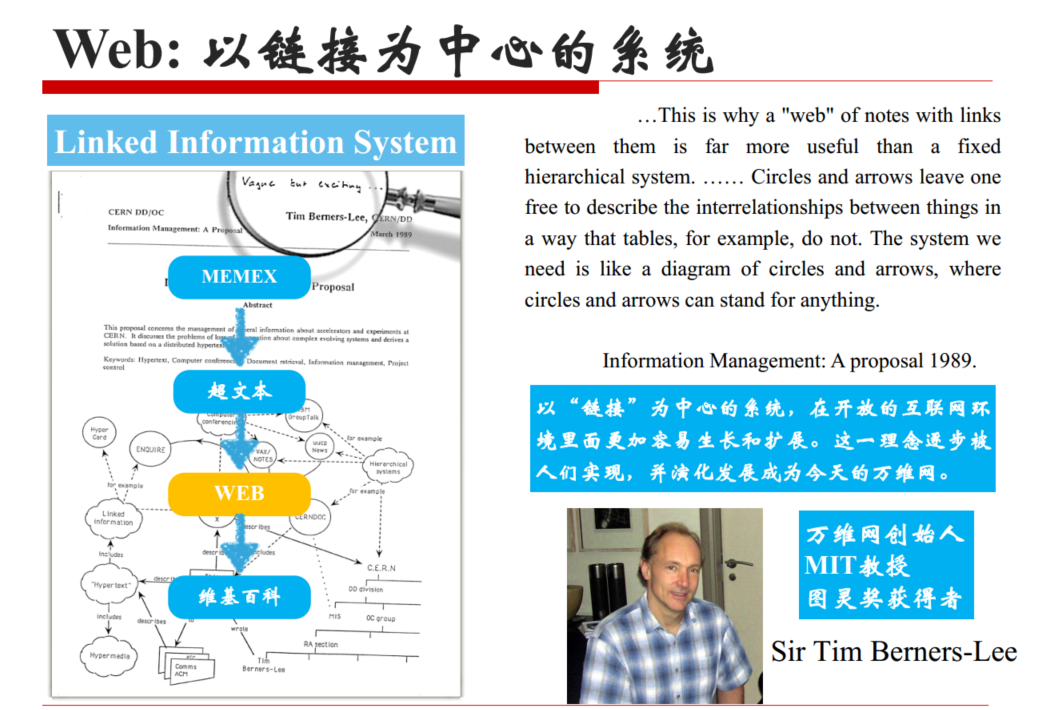 Web: 以链接为中心的系统
Linked Information System
Vague but exciting ...
CERN DD/OC
Tim Berners-Lee, CERN/DD
Information Management: A Proposal
March 1989
MEMEX
Proposal
Abstract
This proposal concerns the management of general information about accelerators and experiments at
CERN. It discusses the problems of loss of information about complex evolving systems and derives a
solution based on a distributed hypertext
Keywords: Hypertext, Computer conferencing, Document retrieval, Information management, Project
control
超文本
Computer
conferencing
IBM
GroupTalk
Hyper
Card
ENQUIRE
VAX/
NOTES
uucp
News
for example
Hierarchical
systems
for example
for example
WEB
Linked
information
CERNDOC
describes
includes
describes
includes
C.E.R.N
"Hypertext"
维基百科
DD division
includes
describes
MIS
OC group
wrote
RA section
Hypermedia
Comms
ACM
Tim
Berners-Lee
…This is why a "web" of notes with links
between them is far more useful than a fixed
hierarchical system. …… Circles and arrows leave one
free to describe the interrelationships between things in
a way that tables, for example, do not. The system we
need is like a diagram of circles and arrows, where
circles and arrows can stand for anything.
Information Management: A proposal 1989.
以“链接”为中心的系统，在开放的互联网环
境里面更加容易生长和扩展。这一理念逐步被
人们实现，并演化发展成为今天的万维网。
万维网创始人
MIT教授
图灵奖获得者
Sir Tim Berners-Lee